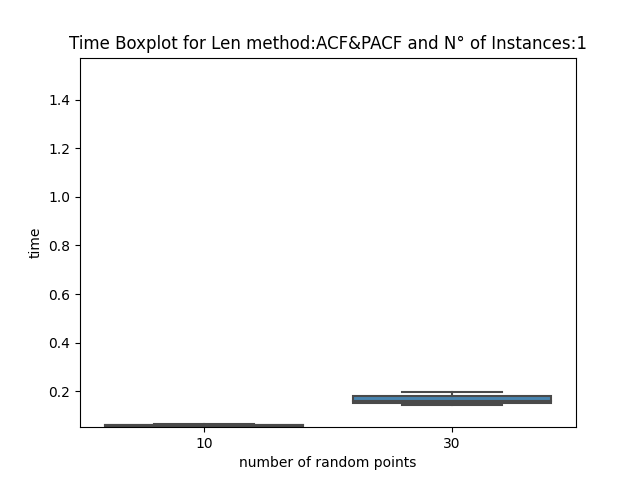 Time Boxplot for Len method:ACF&PACF and N° of Instances:1
1.4
1.2
1.0
0.8
0.6
0.4
0.2
time
10 30
number of random points